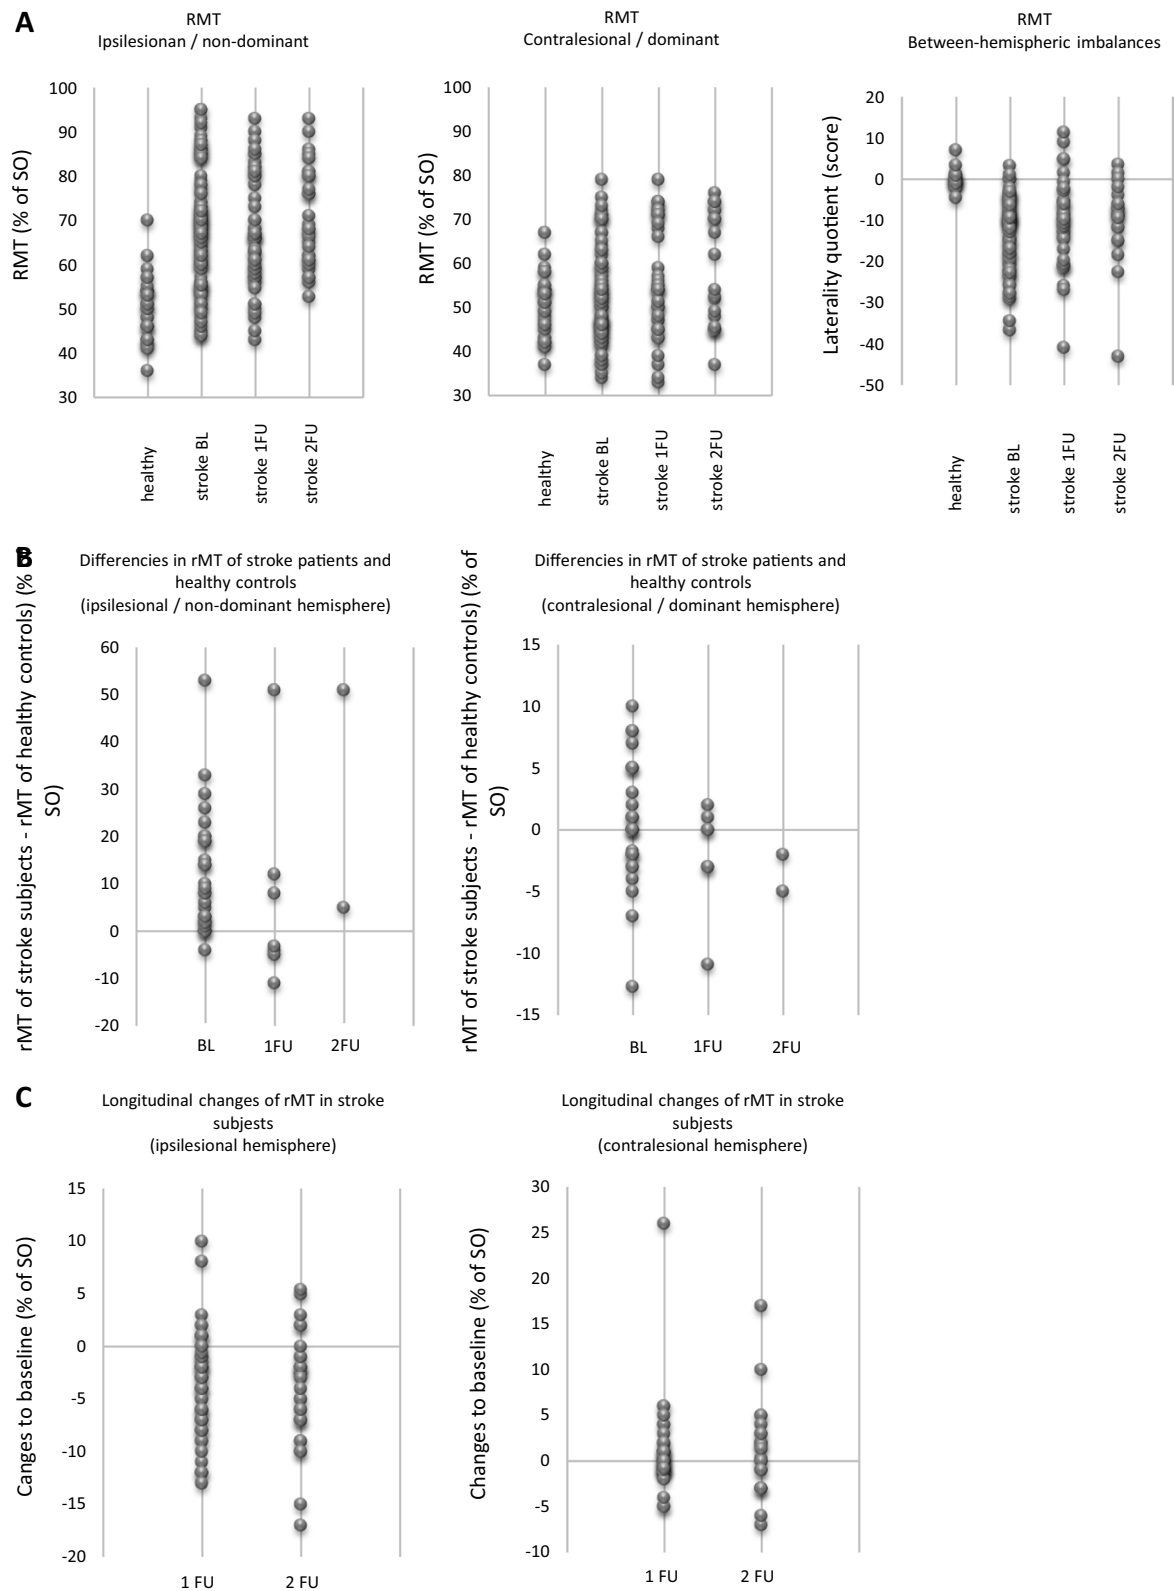 A
RMT
Ipsilesionan / non-dominant
RMT (% of SO)
100
90
80
70
60
50
40
30
healthy
stroke BL
stroke 1FU
stroke 2FU
RMT
Contralesional / dominant
RMT (% of SO)
100
90
80
70
60
50
40
30
healthy
stroke BL
stroke 1FU
stroke 2FU
RMT
Between-hemispheric imbalances
Laterality quotient (score)
20
10
0
-10
-20
-30
-40
-50
healthy
stroke BL
stroke 1FU
stroke 2FU
B
Differencies in rMT of stroke patients and
healthy controls
(ipsilesional / non-dominant hemisphere)
rMT of stroke subjects - rMT of healthy controls) (% of
SO)
60
50
40
30
20
10
0
-10
-20
BL
1FU
2FU
Differencies in rMT of stroke patients and
healthy controls
(contralesional / dominant hemisphere)
rMT of stroke subjects - rMT of healthy controls) (% of
SO)
15
10
5
0
-5
-10
-15
BL
1FU
2FU
C
Longitudinal changes of rMT in stroke
subjests
(ipsilesional hemisphere)
Canges to baseline (% of SO)
15
10
5
0
-5
-10
-15
-20
1 FU
2 FU
Longitudinal changes of rMT in stroke
subjests
(contralesional hemisphere)
Changes to baseline (% of SO)
30
25
20
15
10
5
0
-5
-10
1 FU
2 FU